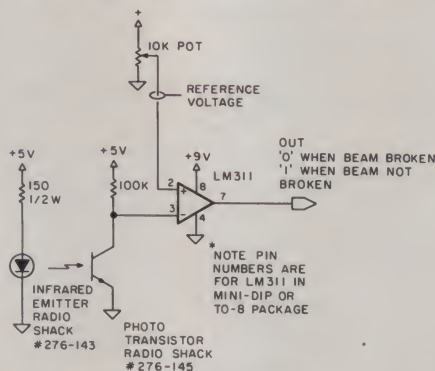 +
10K POT
REFERENCE
VOLTAGE
+5V
+5V
+9V
LM311
OUT
'0' WHEN BEAM BROKEN
'1' WHEN BEAM NOT
BROKEN
150
1/2 W
100K
2
+
8
7
3
-
4
*
NOTE PIN
NUMBERS ARE
FOR LM311 IN
MINI-DIP OR
TO-8 PACKAGE
INFRARED
EMITTER
RADIO
SHACK
#276-143
PHOTO
TRANSISTOR
RADIO SHACK
#276-145